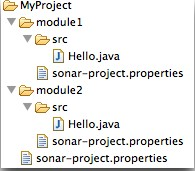 MyProject
module1
src
Hello.java
sonar-project.properties
module2
src
Hello.java
sonar-project.properties
sonar-project.properties